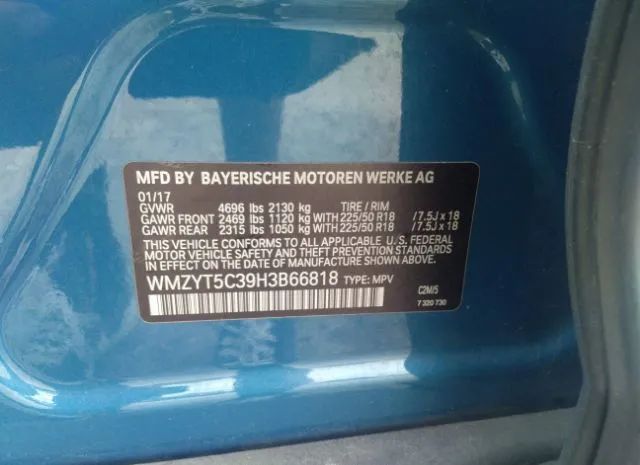 MFD BY BAYERISCHE MOTOREN WERKE AG
01/17
GVWR 4696 lbs 2130 kg TIRE / RIM
GAWR FRONT 2469 lbs 1120 kg WITH 225/50 R18 /7.5J x 18
GAWR REAR 2315 lbs 1050 kg WITH 225/50 R18 /7.5J x 18
THIS VEHICLE CONFORMS TO ALL APPLICABLE U. S. FEDERAL
MOTOR VEHICLE SAFETY, BUMPER, AND THEFT PREVENTION STANDARDS
IN EFFECT ON THE DATE OF MANUFACTURE SHOWN ABOVE.
WMZYT5C39H3B66818 TYPE: MPV
C2M/5
7 320 730